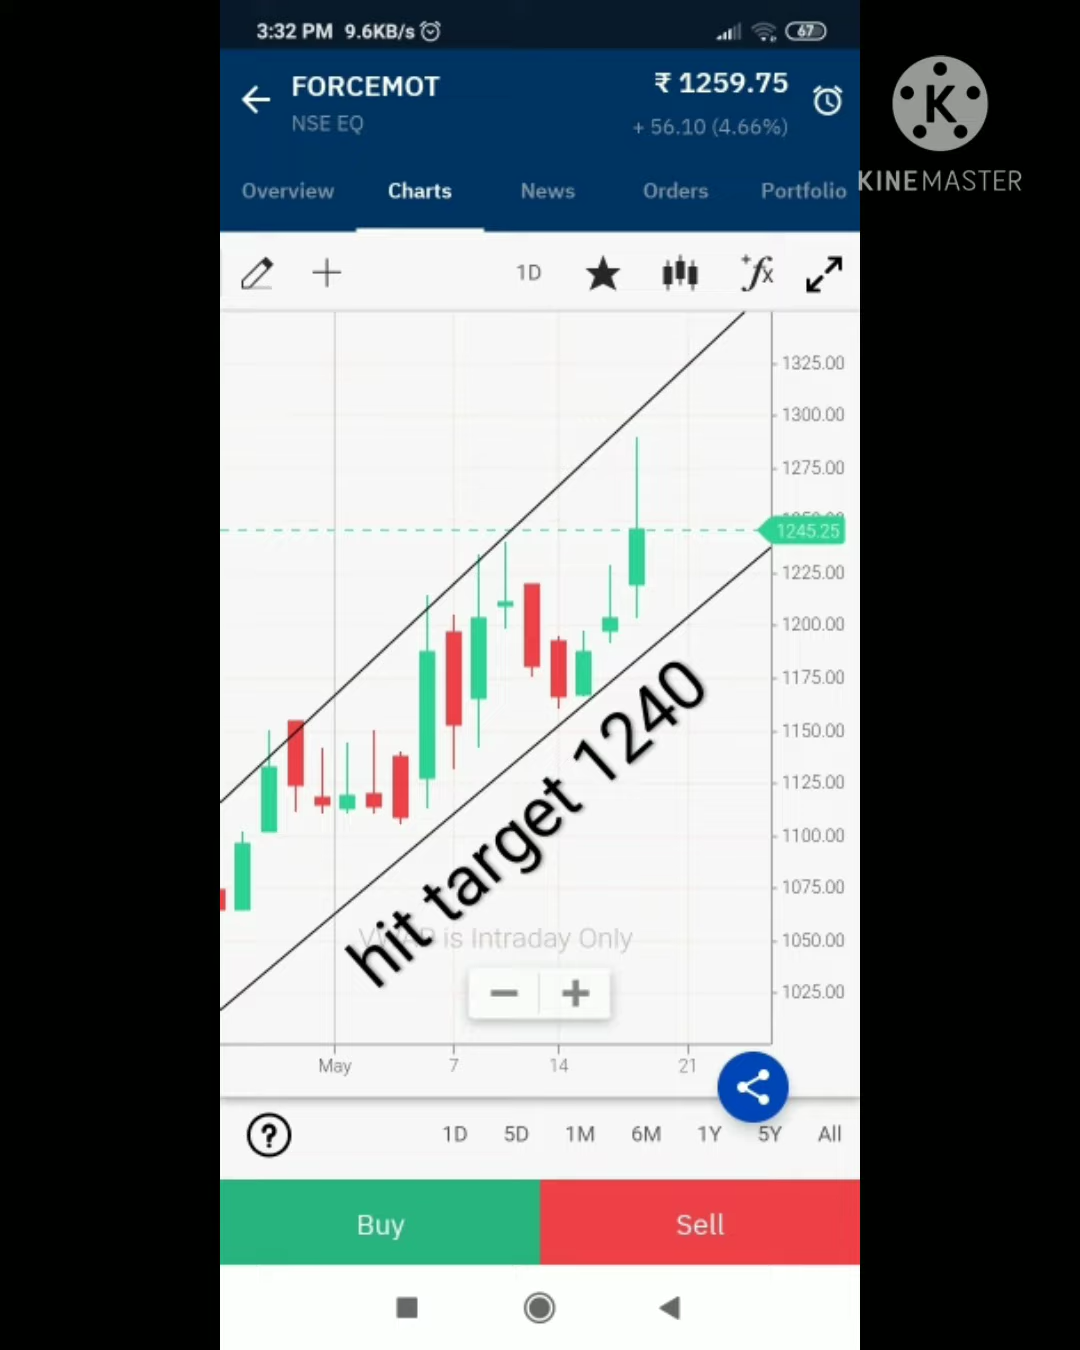 3:32 PM 9.6KB/s
67
FORCEMOT
₹ 1259.75
NSE EQ
+ 56.10 (4.66%)
K
KINEMASTER
Overview
Charts
News
Orders
Portfolio
1D
+fx
1325.00
1300.00
1275.00
1245.25
1225.00
1200.00
1175.00
1150.00
1125.00
1100.00
1075.00
1050.00
1025.00
hit target 1240
is Intraday Only
May
7
14
21
?
1D
5D
1M
6M
1Y
5Y
All
Buy
Sell